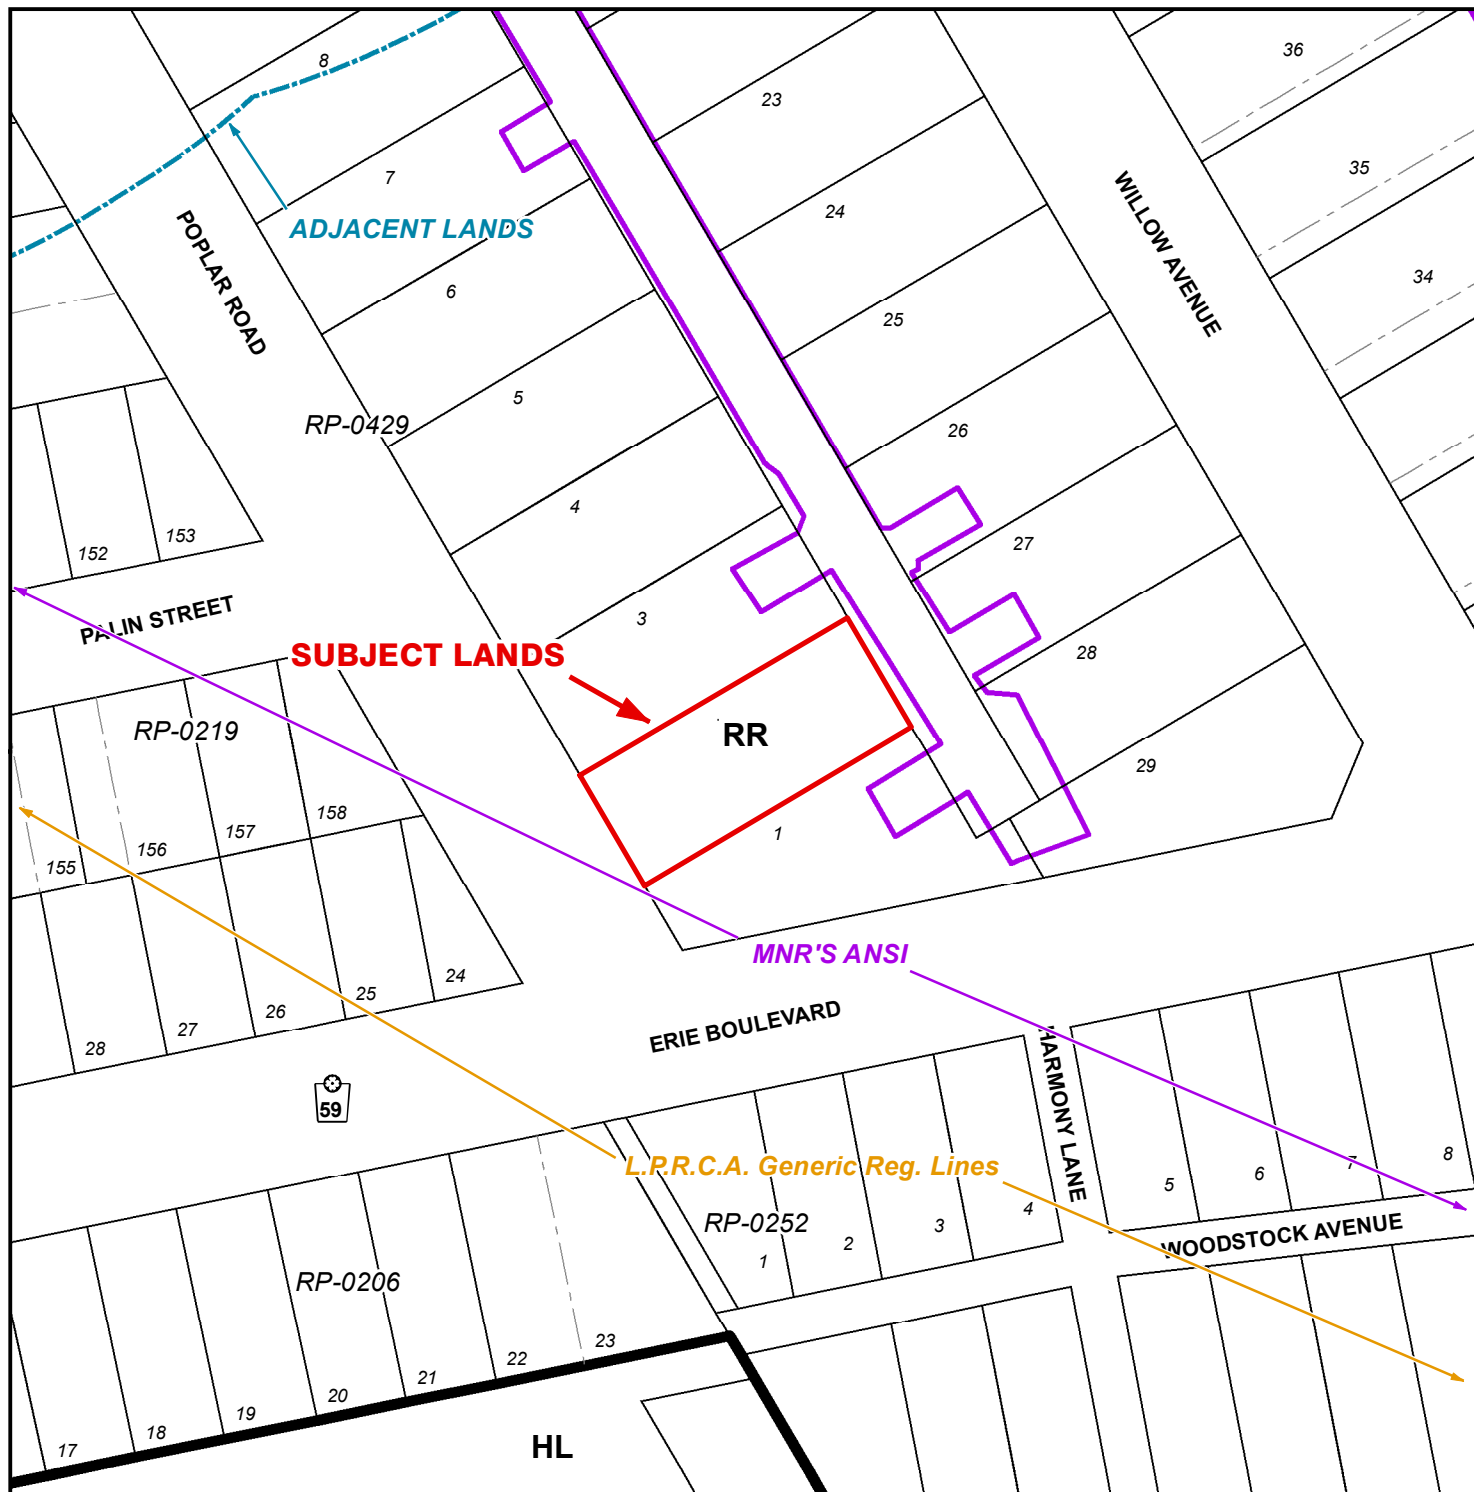 8
36
23
35
7
WILLOW AVENUE
24
ADJACENT LANDS
POPLAR ROAD
34
6
25
5
RP-0429
26
4
153
152
27
PALIN STREET
3
SUBJECT LANDS
28
RP-0219
RR
29
158
157
1
156
155
MNR'S ANSI
24
25
26
ERIE BOULEVARD
27
28
HARMONY LANE
59
8
7
L.P.R.C.A. Generic Reg. Lines
6
5
4
RP-0252
3
WOODSTOCK AVENUE
2
1
RP-0206
23
22
21
20
19
18
17
HL